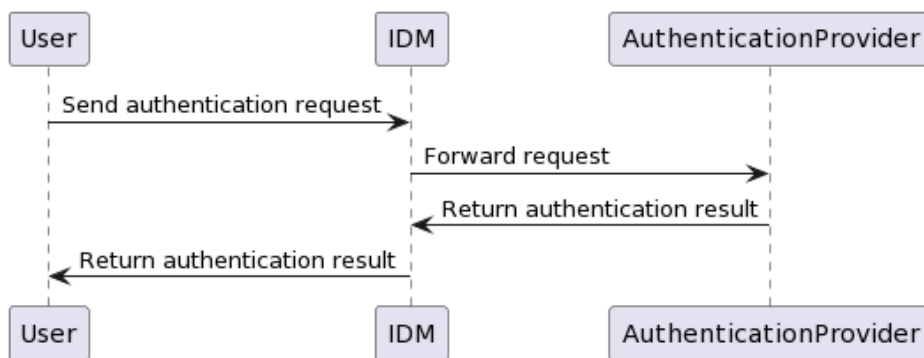 User IDM AuthenticationProvider
Send authentication request
Forward request
Return authentication result
Return authentication result
User IDM AuthenticationProvider